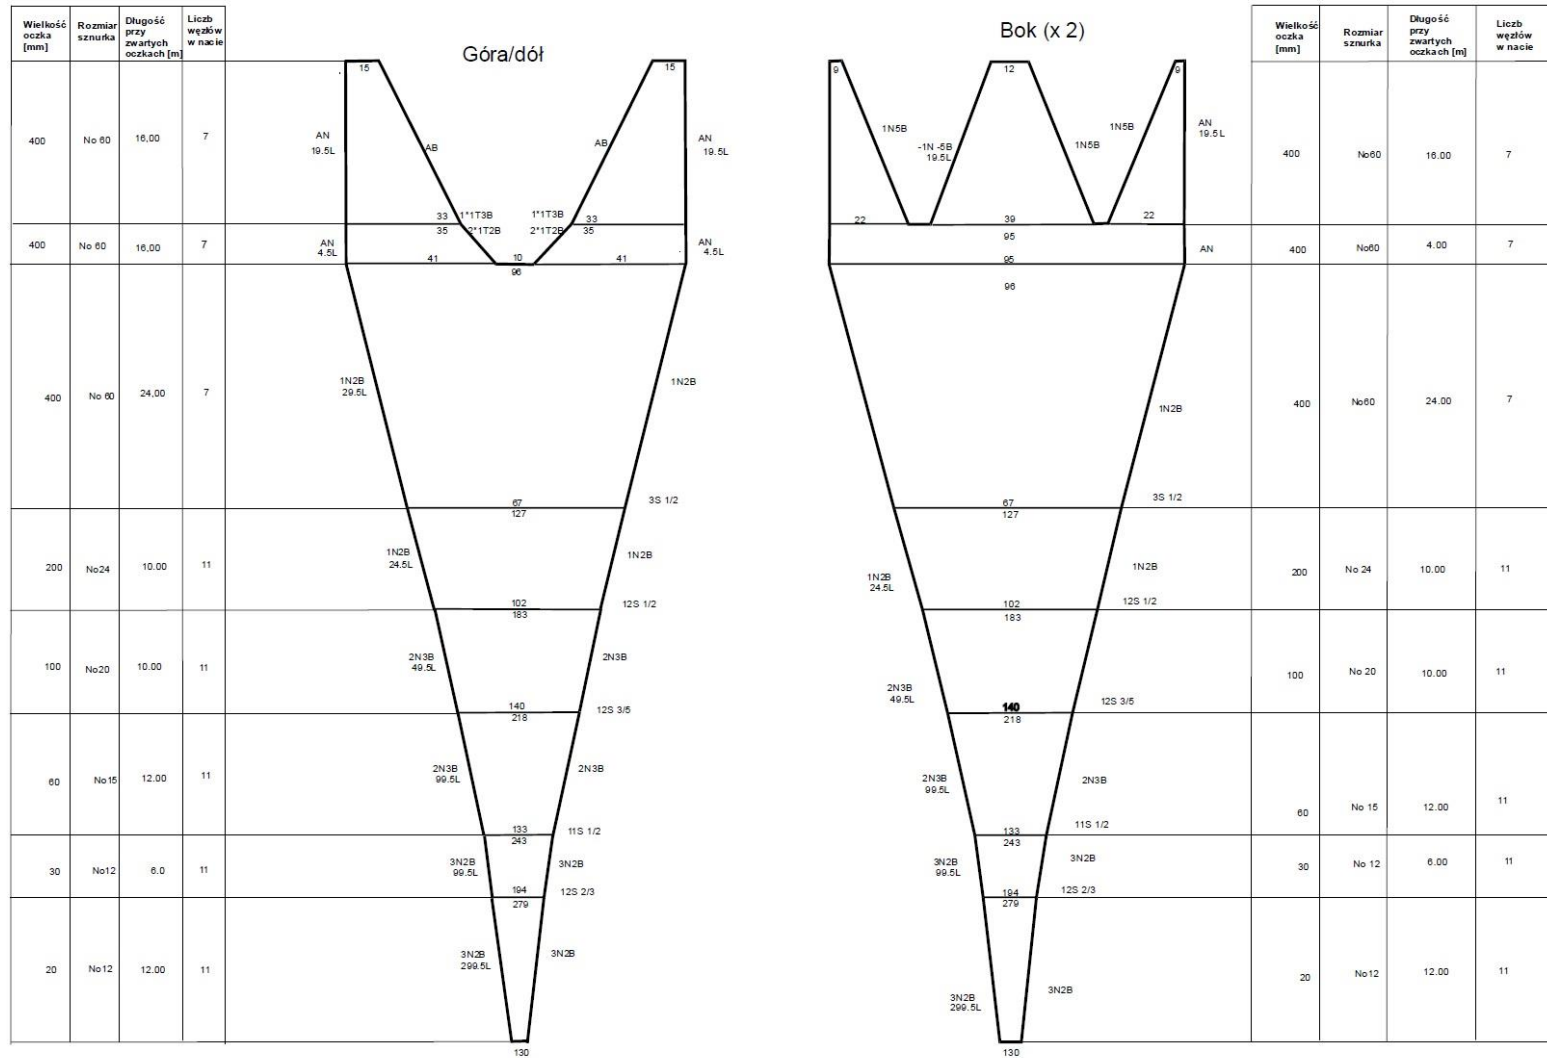 Wielkość oczka [mm]
Rozmiar sznurka
Długość przy zwartych oczkach [m]
Liczb węzłów w nacie
Góra/dół
Bok (x 2)
Wielkość oczka [mm]
Rozmiar sznurka
Długość przy zwartych oczkach [m]
Liczb węzłów w nacie
400 No 60 16,00 7
AN
19.5L
15
AB
15
AB
AN
19.5L
33 1*1T3B 1*1T3B 33
35 2*1T2B 2*1T2B 35
400 No 60 16,00 7
AN
4.5L
41 10 41
96
AN
4.5L
400 No 60 24,00 7
1N2B
29.5L
1N2B
67
127
3S 1/2
200 No24 10.00 11
1N2B
24.5L
1N2B
102
183
12S 1/2
100 No20 10.00 11
2N3B
49.5L
2N3B
140
218
12S 3/5
60 No15 12.00 11
2N3B
99.5L
2N3B
133
243
11S 1/2
30 No12 6.0 11
3N2B
99.5L
3N2B
194
279
12S 2/3
20 No12 12.00 11
3N2B
299.5L
3N2B
130
9 12 9
1N5B
-1N -5B
19.5L
1N5B
1N5B
AN
19.5L
400 No60 16.00 7
22 39 22
95
AN
400 No60 4.00 7
95
96
1N2B
400 No60 24.00 7
67
127
3S 1/2
1N2B
24.5L
1N2B
200 No 24 10.00 11
102
183
12S 1/2
2N3B
49.5L
2N3B
100 No 20 10.00 11
140
218
12S 3/5
2N3B
99.5L
2N3B
60 No 15 12.00 11
133
243
11S 1/2
3N2B
99.5L
3N2B
30 No 12 6.00 11
194
279
12S 2/3
3N2B
299.5L
3N2B
20 No12 12.00 11
130